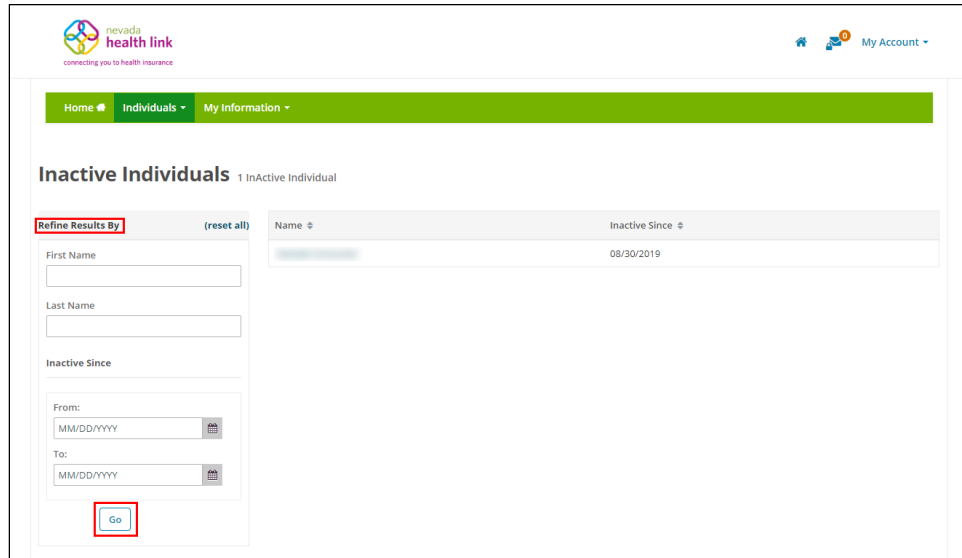 nevada
health link
connecting you to health insurance
0
My Account
Home Individuals My Information
Inactive Individuals 1 InActive Individual
Refine Results By (reset all)
Name Inactive Since
08/30/2019
First Name
Last Name
Inactive Since
From:
MM/DD/YYYY
To:
MM/DD/YYYY
Go